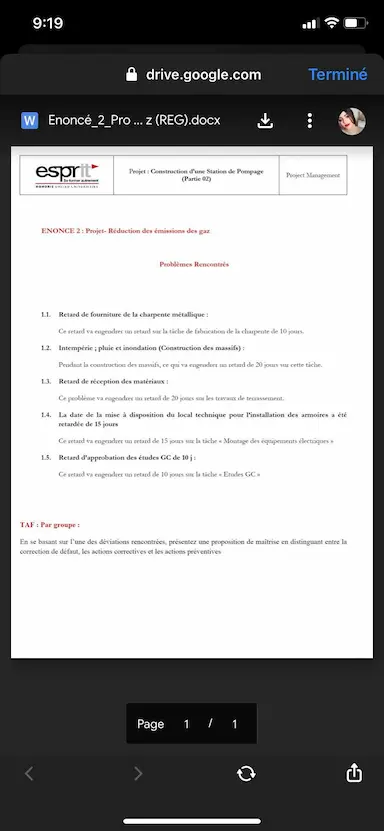 9:19
drive.google.com
Terminé
W
Enoncé_2_Pro ... z (REG).docx
esprit
Se former autrement
Projet : Construction d'une Station de Pompage
(Partie 02)
Project Management
ENONCE 2 : Projet- Réduction des émissions des gaz
Problèmes Rencontrés
1.1. Retard de fourniture de la charpente métallique :
Ce retard va engendrer un retard sur la tâche de fabrication de la charpente de 10 jours.
1.2. Intempérie ; pluie et inondation (Construction des massifs) :
Pendant la construction des massifs, ce qui va engendrer un retard de 20 jours sur cette tâche.
1.3. Retard de réception des matériaux :
Ce problème va engendrer un retard de 20 jours sur les travaux de terrassement.
1.4. La date de la mise à disposition du local technique pour l'installation des armoires a été
retardée de 15 jours
Ce retard va engendrer un retard de 15 jours sur la tâche « Montage des équipements électriques »
1.5. Retard d'approbation des études GC de 10 j :
Ce retard va engendrer un retard de 10 jours sur la tâche « Etudes GC »
TAF : Par groupe :
En se basant sur l'une des déviations rencontrées, présentez une proposition de maîtrise en distinguant entre la
correction de défaut, les actions correctives et les actions préventives
Page 1 / 1